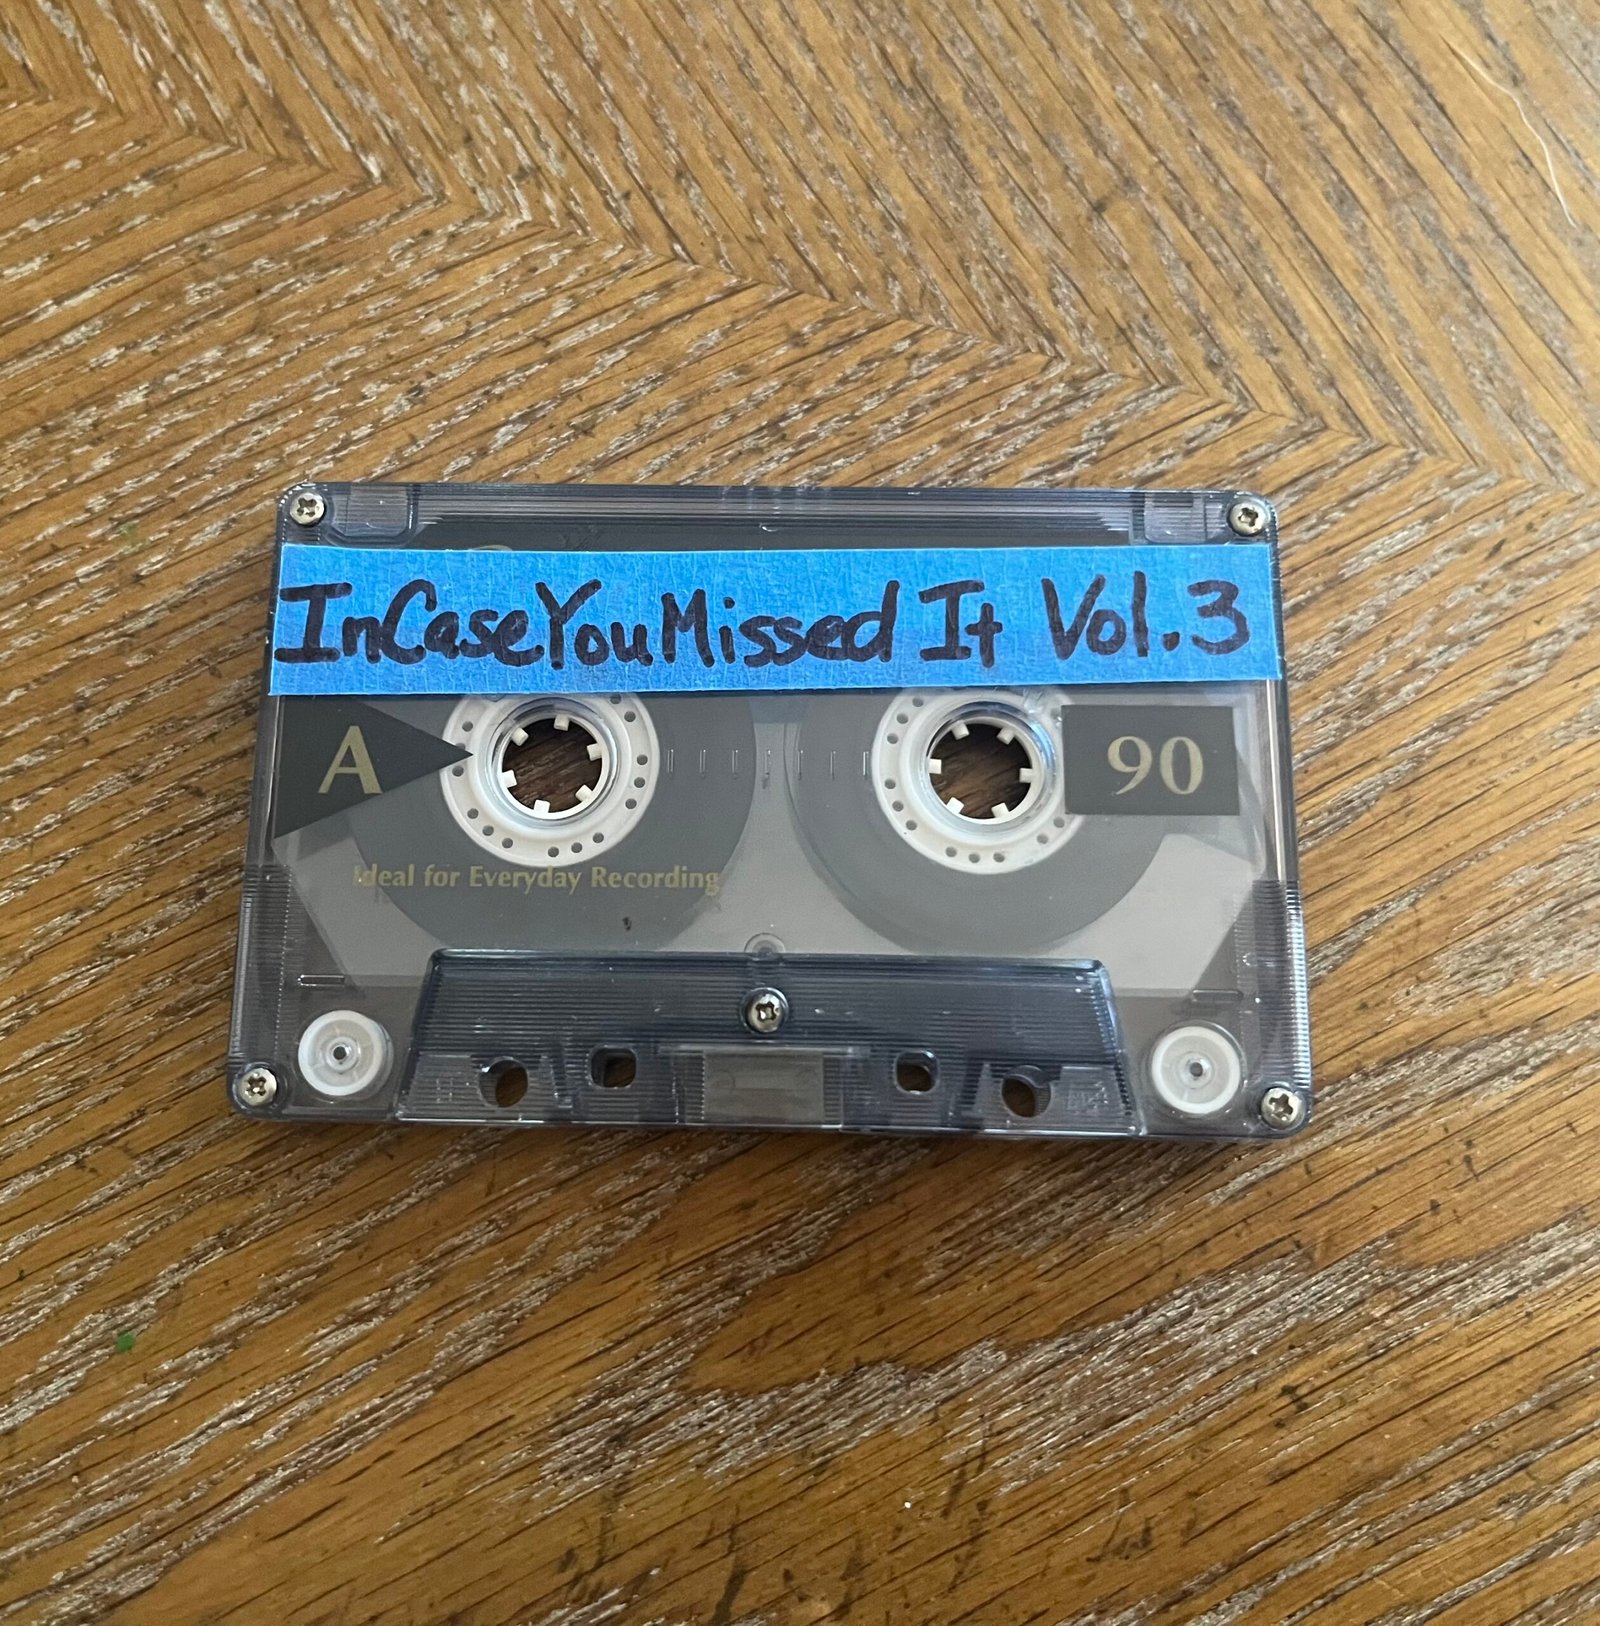 InCaseYouMissed It Vol.3
A
90
Ideal for Everyday Recording